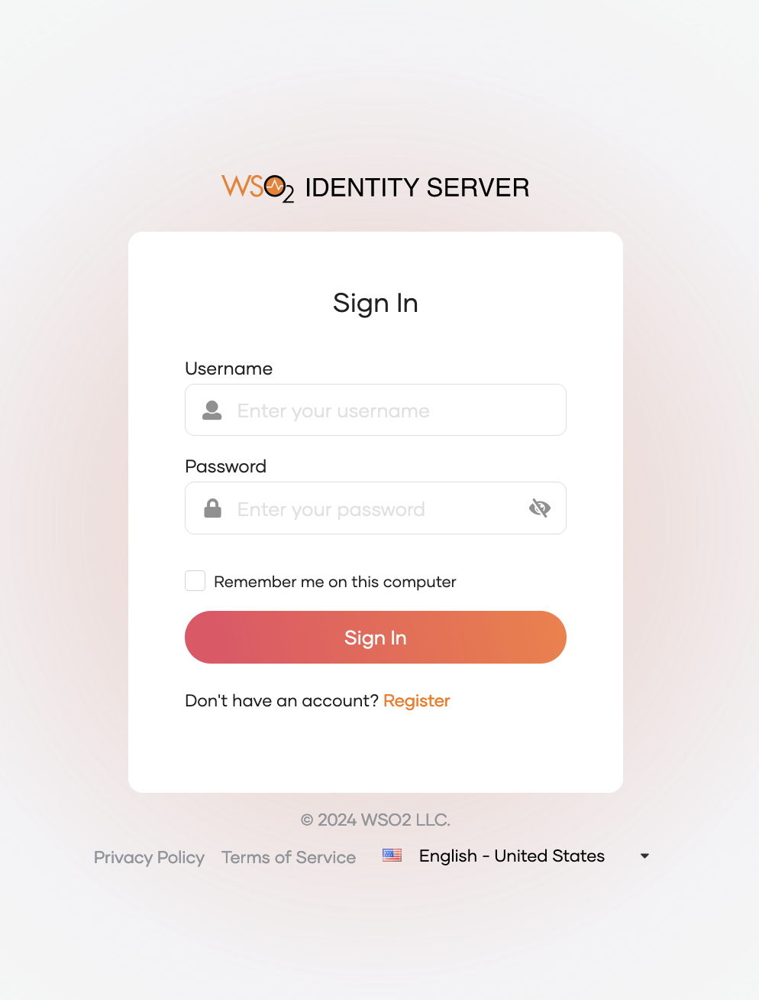 WSO2 IDENTITY SERVER
Sign In
Username
Enter your username
Password
Enter your password
Remember me on this computer
Sign In
Don't have an account? Register
© 2024 WSO2 LLC.
Privacy Policy Terms of Service English - United States